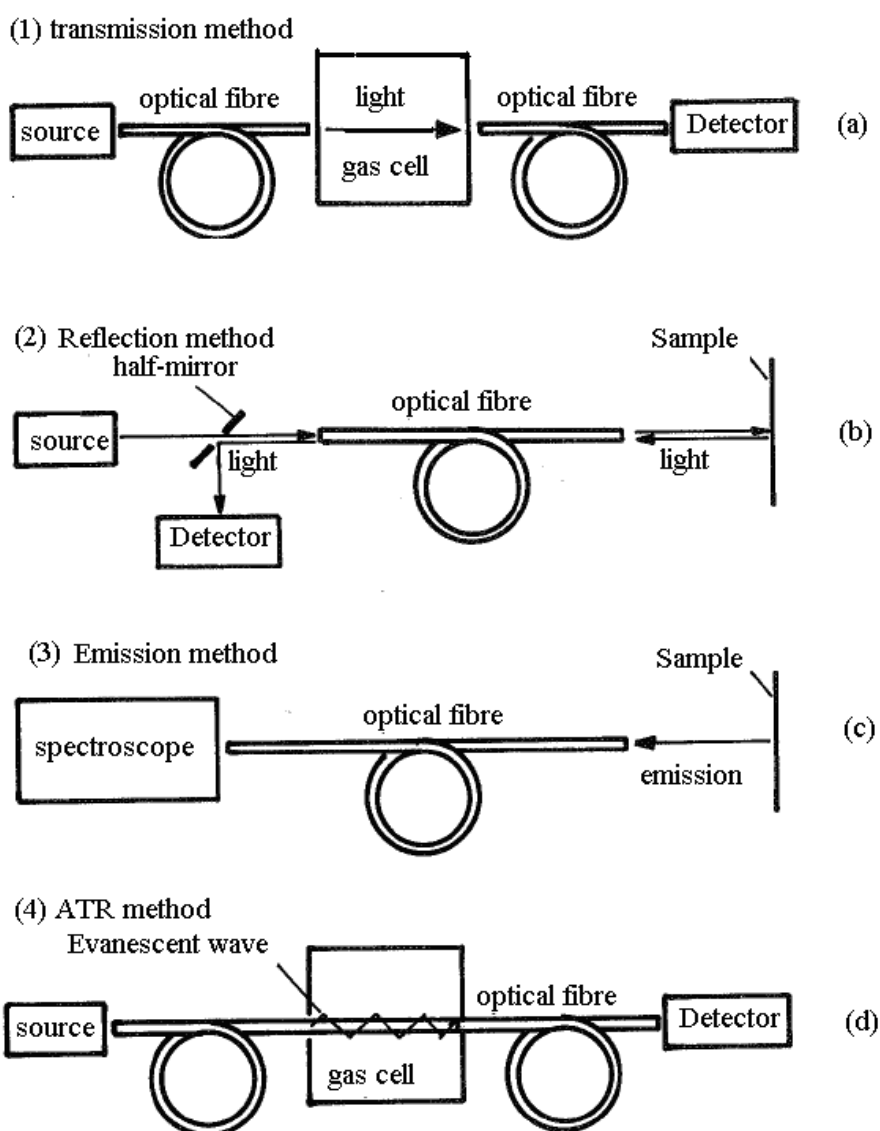 (1) transmission method
optical fibre
light
optical fibre
source
Detector
(a)
gas cell
(2) Reflection method
half-mirror
Sample
optical fibre
source
(b)
light
light
Detector
(3) Emission method
Sample
optical fibre
spectroscope
(c)
emission
(4) ATR method
Evanescent wave
optical fibre
source
Detector
(d)
gas cell